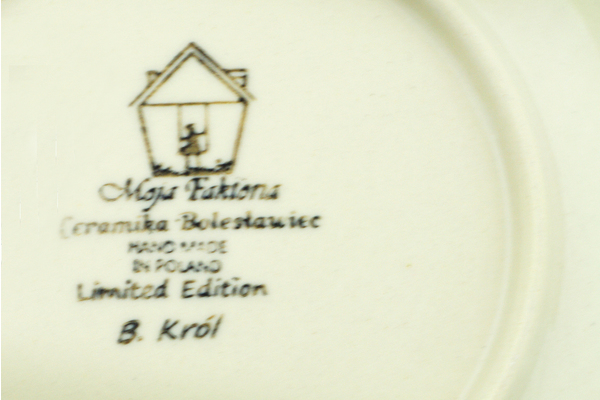 Moja Faktoria
Ceramika Bolesławiec
HAND MADE
IN POLAND
Limited Edition
B. Król